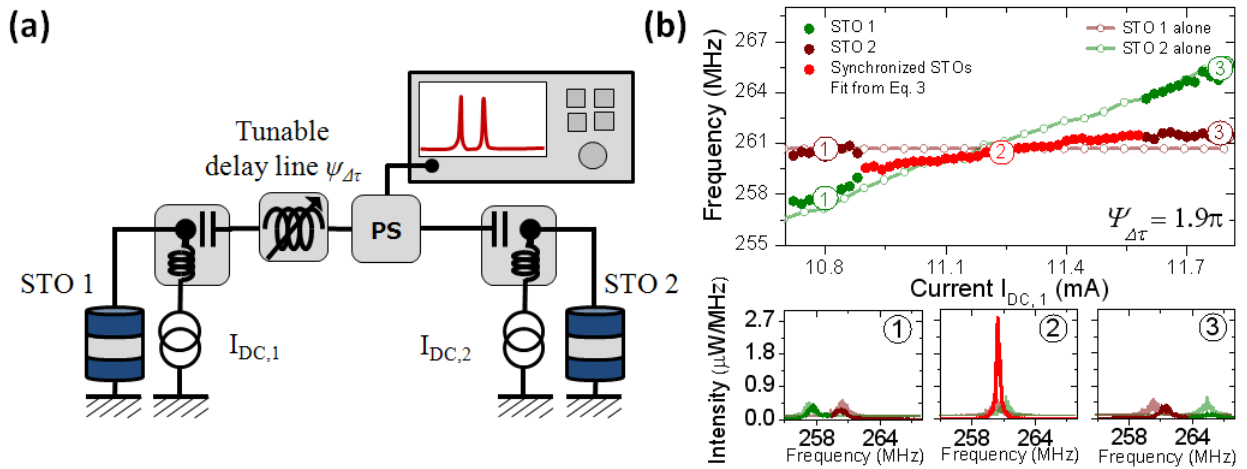 (a)
Tunable
delay line ψΔτ
PS
STO 1
STO 2
I_DC,1
I_DC,2
(b)
Frequency (MHz)
267
264
261
258
255
STO 1
STO 2
Synchronized STOs
Fit from Eq. 3
STO 1 alone
STO 2 alone
1
1
2
3
3
ΨΔτ = 1.9π
10.8
11.1
11.4
11.7
Current I_DC, 1 (mA)
Intensity (μW/MHz)
2.7
1.8
0.9
0.0
1
2
3
258 264
258 264
258 264
Frequency (MHz)
Frequency (MHz)
Frequency (MHz)